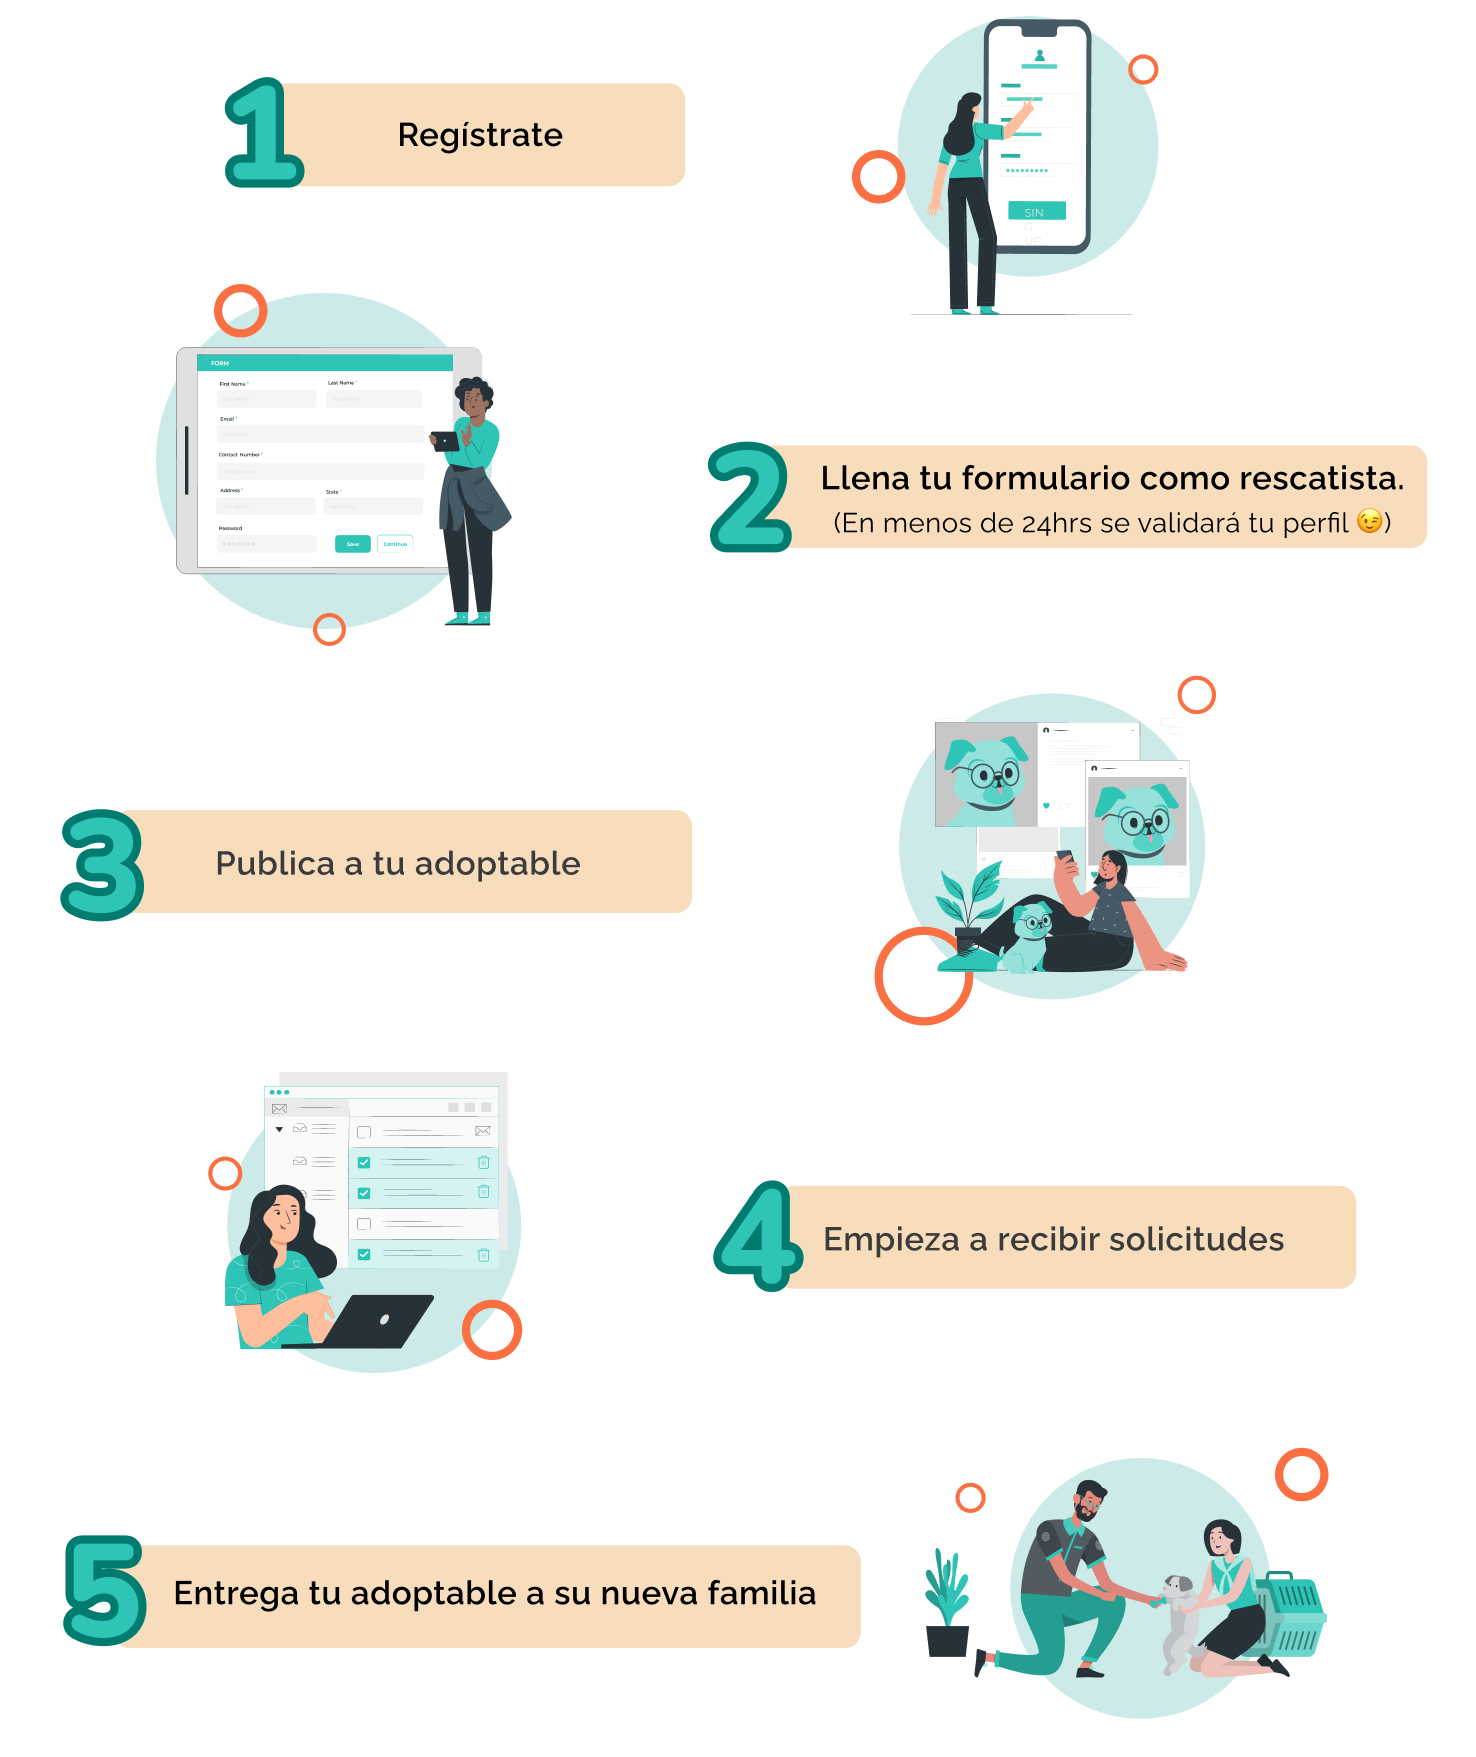 1
Regístrate
SIN
G
UP
FORM
First Name *
Last Name *
Email *
Contact Number *
Address *
State *
Password
Save
Continue
2
Llena tu formulario como rescatista.
(En menos de 24hrs se validará tu perfil 😉)
3
Publica a tu adoptable
4
Empieza a recibir solicitudes
5
Entrega tu adoptable a su nueva familia